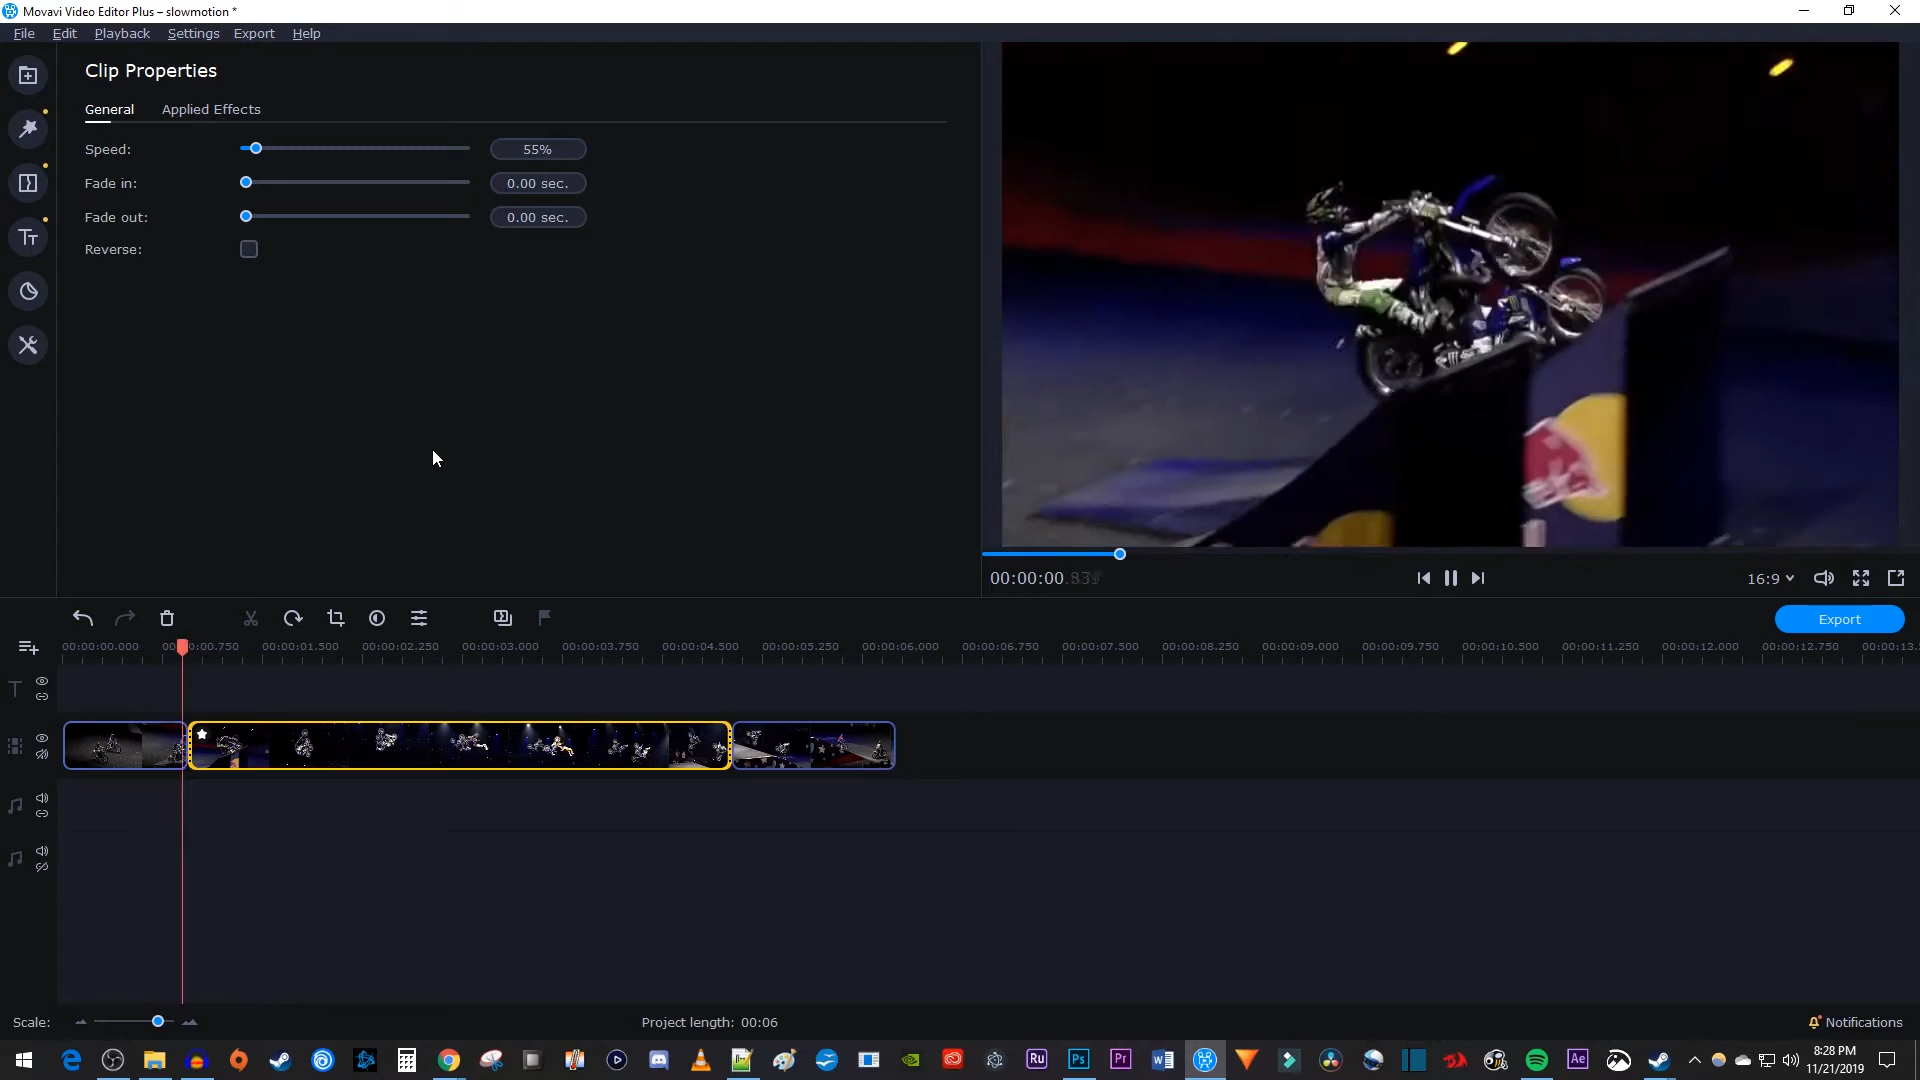 Movavi Video Editor Plus – slowmotion *
File Edit Playback Settings Export Help
Clip Properties
General Applied Effects
Speed: 55%
Fade in: 0.00 sec.
Fade out: 0.00 sec.
Reverse:
00:00:00
16:9
Export
00:00:00.000 00:00:01.500 00:00:02.250 00:00:03.000 00:00:03.750 00:00:04.500 00:00:05.250 00:00:06.000 00:00:06.750 00:00:07.500 00:00:08.250 00:00:09.000 00:00:09.750 00:00:10.500 00:00:11.250 00:00:12.000 00:00:12.750 00:00:13.
Scale: Project length: 00:06 Notifications
Ru Ps Pr Ae
8:28 PM
11/21/2019